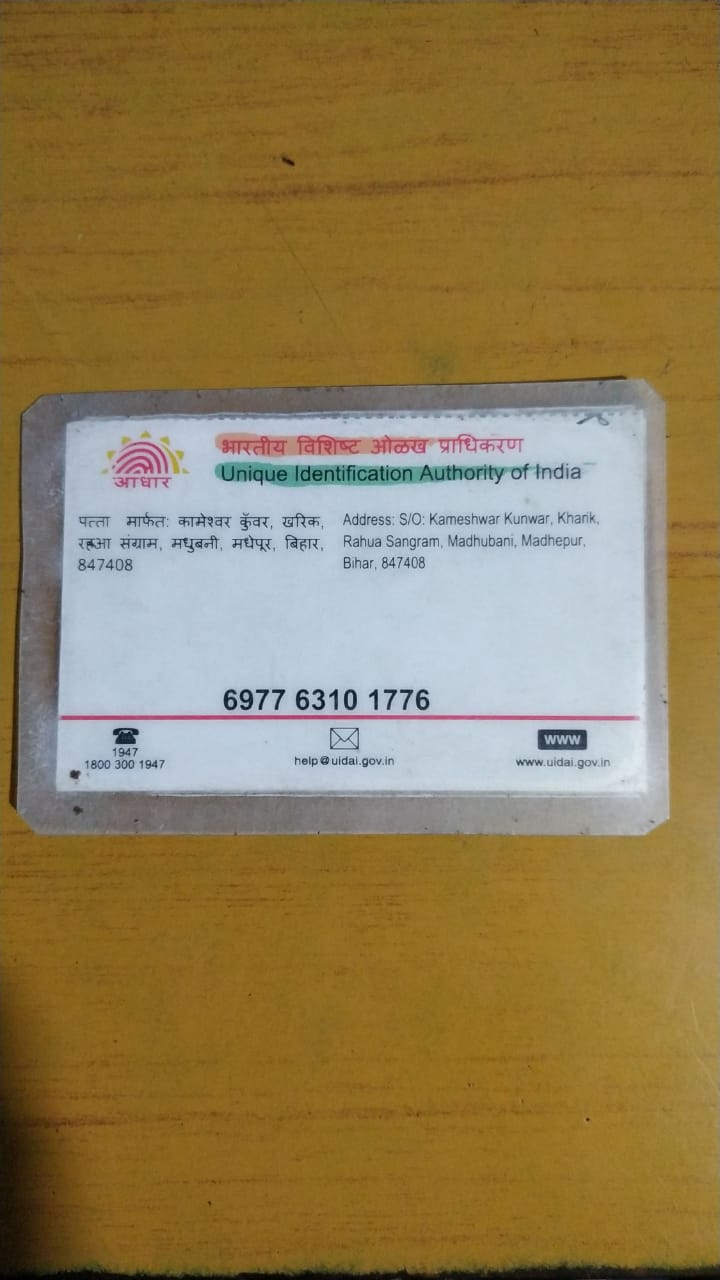 आधार
भारतीय विशिष्ट ओळख प्राधिकरण
Unique Identification Authority of India
पत्ता मार्फत: कामेश्वर कुँवर, खरिक,
रहुआ संग्राम, मधुबनी, मधेपूर, बिहार,
847408
Address: S/O: Kameshwar Kunwar, Kharik,
Rahua Sangram, Madhubani, Madhepur,
Bihar, 847408
6977 6310 1776
1947
1800 300 1947
help@uidai.gov.in
WWW
www.uidai.gov.in